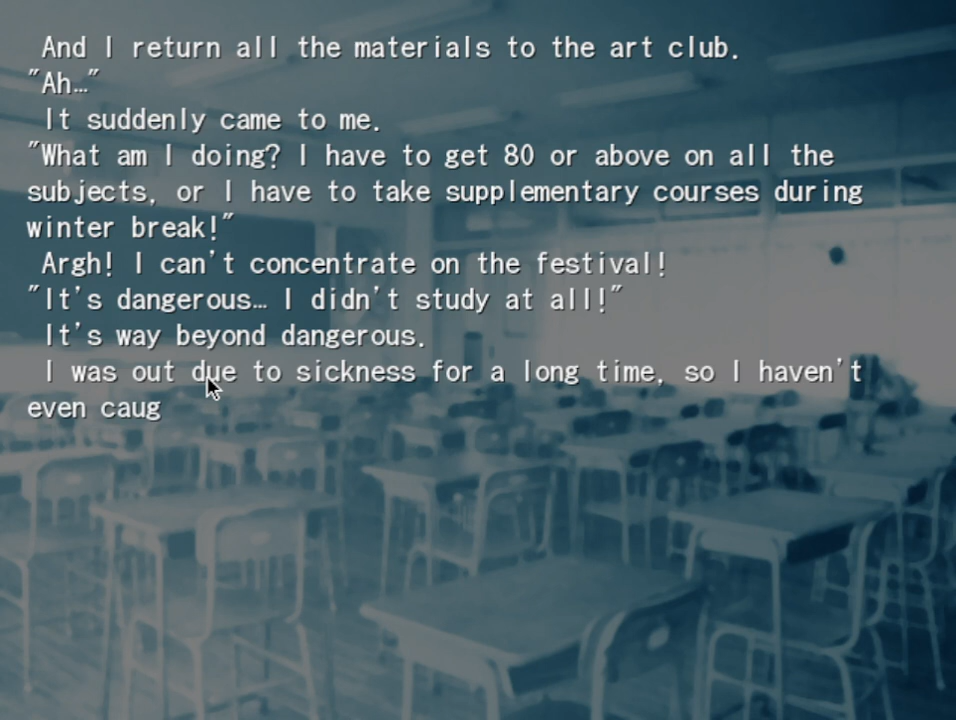 And I return all the materials to the art club.
"Ah…"
It suddenly came to me.
"What am I doing? I have to get 80 or above on all the
subjects, or I have to take supplementary courses during
winter break!"
Argh! I can't concentrate on the festival!
"It's dangerous… I didn't study at all!"
It's way beyond dangerous.
I was out due to sickness for a long time, so I haven't
even caug